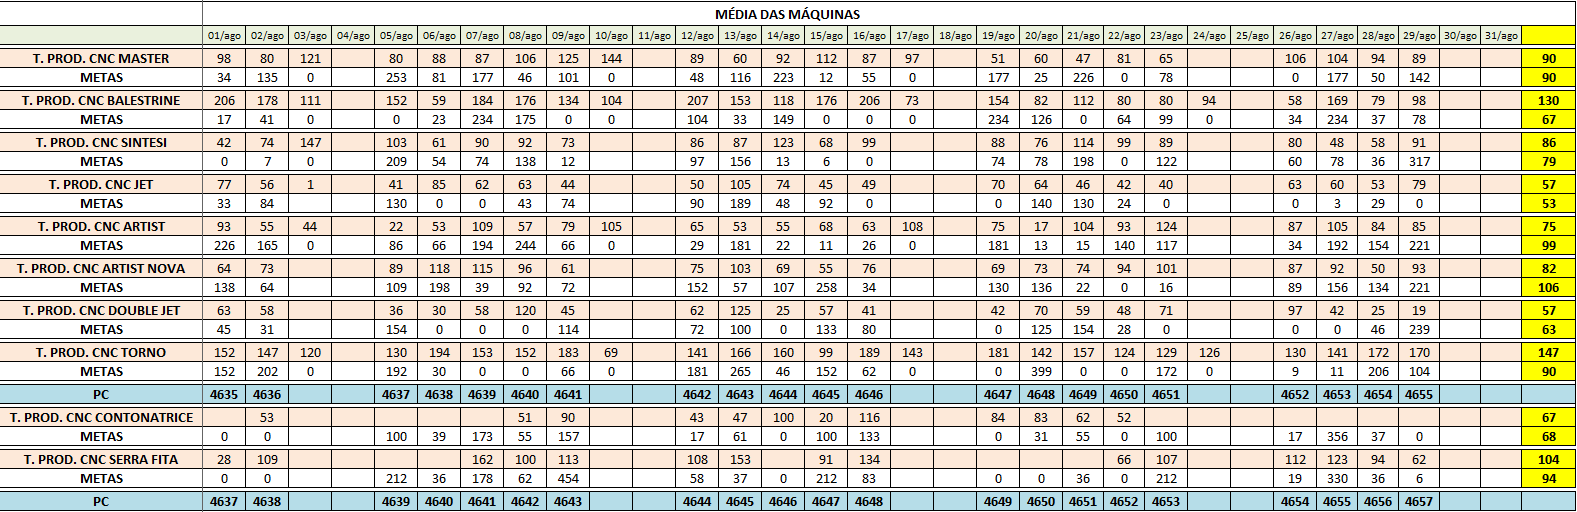 MÉDIA DAS MÁQUINAS
01/ago 02/ago 03/ago 04/ago 05/ago 06/ago 07/ago 08/ago 09/ago 10/ago 11/ago 12/ago 13/ago 14/ago 15/ago 16/ago 17/ago 18/ago 19/ago 20/ago 21/ago 22/ago 23/ago 24/ago 25/ago 26/ago 27/ago 28/ago 29/ago 30/ago 31/ago
T. PROD. CNC MASTER 98 80 121 80 88 87 106 125 144 89 60 92 112 87 97 51 60 47 81 65 106 104 94 89 90
METAS 34 135 0 253 81 177 46 101 0 48 116 223 12 55 0 177 25 226 0 78 0 177 50 142 90
T. PROD. CNC BALESTRINE 206 178 111 152 59 184 176 134 104 207 153 118 176 206 73 154 82 112 80 80 94 58 169 79 98 130
METAS 17 41 0 0 23 234 175 0 0 104 33 149 0 0 0 234 126 0 64 99 0 34 234 37 78 67
T. PROD. CNC SINTESI 42 74 147 103 61 90 92 73 86 87 123 68 99 88 76 114 99 89 80 48 58 91 86
METAS 0 7 0 209 54 74 138 12 97 156 13 6 0 74 78 198 0 122 60 78 36 317 79
T. PROD. CNC JET 77 56 1 41 85 62 63 44 50 105 74 45 49 70 64 46 42 40 63 60 53 79 57
METAS 33 84 130 0 0 43 74 90 189 48 92 0 0 140 130 24 0 0 3 29 0 53
T. PROD. CNC ARTIST 93 55 44 22 53 109 57 79 105 65 53 55 68 63 108 75 17 104 93 124 87 105 84 85 75
METAS 226 165 0 86 66 194 244 66 0 29 181 22 11 26 0 181 13 15 140 117 34 192 154 221 99
T. PROD. CNC ARTIST NOVA 64 73 89 118 115 96 61 75 103 69 55 76 69 73 74 94 101 87 92 50 93 82
METAS 138 64 109 198 39 92 72 152 57 107 258 34 130 136 22 0 16 89 156 134 221 106
T. PROD. CNC DOUBLE JET 63 58 36 30 58 120 45 62 125 25 57 41 42 70 59 48 71 97 42 25 19 57
METAS 45 31 154 0 0 0 114 72 100 0 133 80 0 125 154 28 0 0 0 46 239 63
T. PROD. CNC TORNO 152 147 120 130 194 153 152 183 69 141 166 160 99 189 143 181 142 157 124 129 126 130 141 172 170 147
METAS 152 202 0 192 30 0 0 66 0 181 265 46 152 62 0 0 399 0 0 172 0 9 11 206 104 90
PC 4635 4636 4637 4638 4639 4640 4641 4642 4643 4644 4645 4646 4647 4648 4649 4650 4651 4652 4653 4654 4655
T. PROD. CNC CONTONATRICE 53 51 90 43 47 100 20 116 84 83 62 52 67
METAS 0 0 100 39 173 55 157 17 61 0 100 133 0 31 55 0 100 17 356 37 0 68
T. PROD. CNC SERRA FITA 28 109 162 100 113 108 153 91 134 66 107 112 123 94 62 104
METAS 0 0 212 36 178 62 454 58 37 0 212 83 0 0 36 0 212 19 330 36 6 94
PC 4637 4638 4639 4640 4641 4642 4643 4644 4645 4646 4647 4648 4649 4650 4651 4652 4653 4654 4655 4656 4657